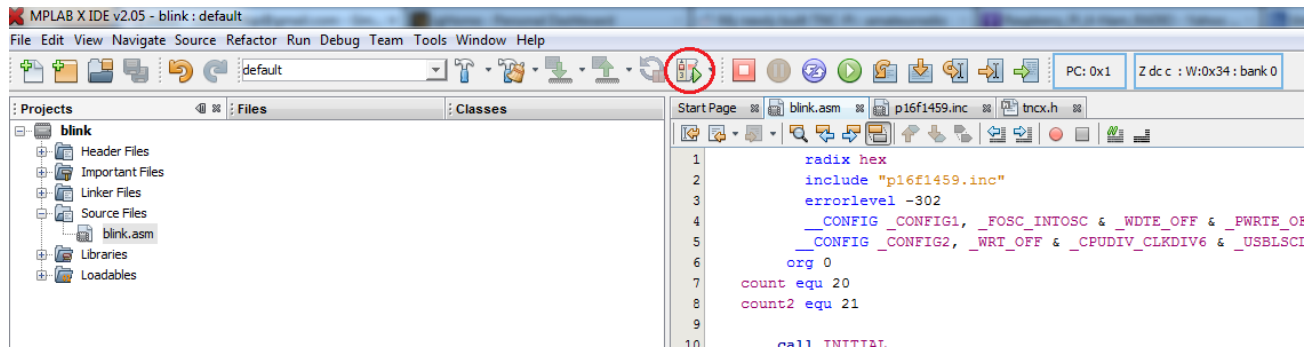 MPLAB X IDE v2.05 - blink : default
File Edit View Navigate Source Refactor Run Debug Team Tools Window Help
default
PC: 0x1
Z dc c : W:0x34 : bank 0
Projects
Files
Classes
blink
Header Files
Important Files
Linker Files
Source Files
blink.asm
Libraries
Loadables
Start Page
blink.asm
p16f1459.inc
tncx.h
1 radix hex
2 include "p16f1459.inc"
3 errorlevel -302
4 __CONFIG _CONFIG1, _FOSC_INTOSC & _WDTE_OFF & _PWRTE_OF
5 __CONFIG _CONFIG2, _WRT_OFF & _CPUDIV_CLKDIV6 & _USBLSCL
6 org 0
7 count equ 20
8 count2 equ 21
9
10 call INITIAL